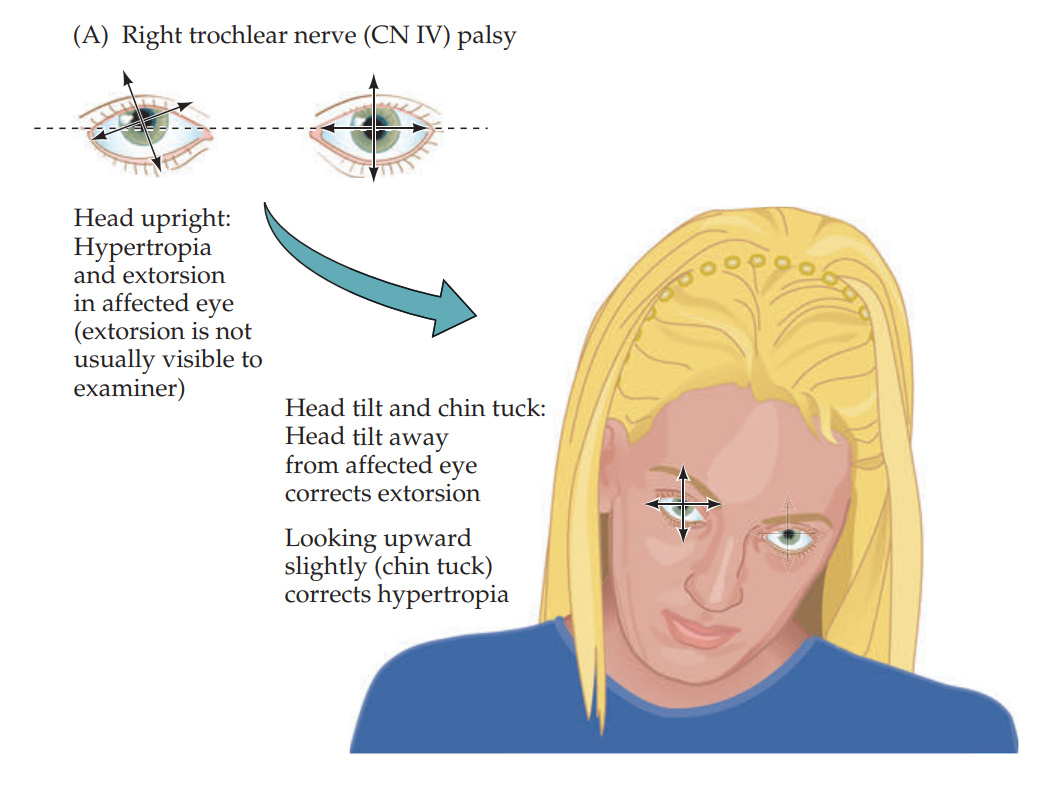 (A) Right trochlear nerve (CN IV) palsy
Head upright:
Hypertropia
and extorsion
in affected eye
(extorsion is not
usually visible to
examiner)
Head tilt and chin tuck:
Head tilt away
from affected eye
corrects extorsion
Looking upward
slightly (chin tuck)
corrects hypertropia